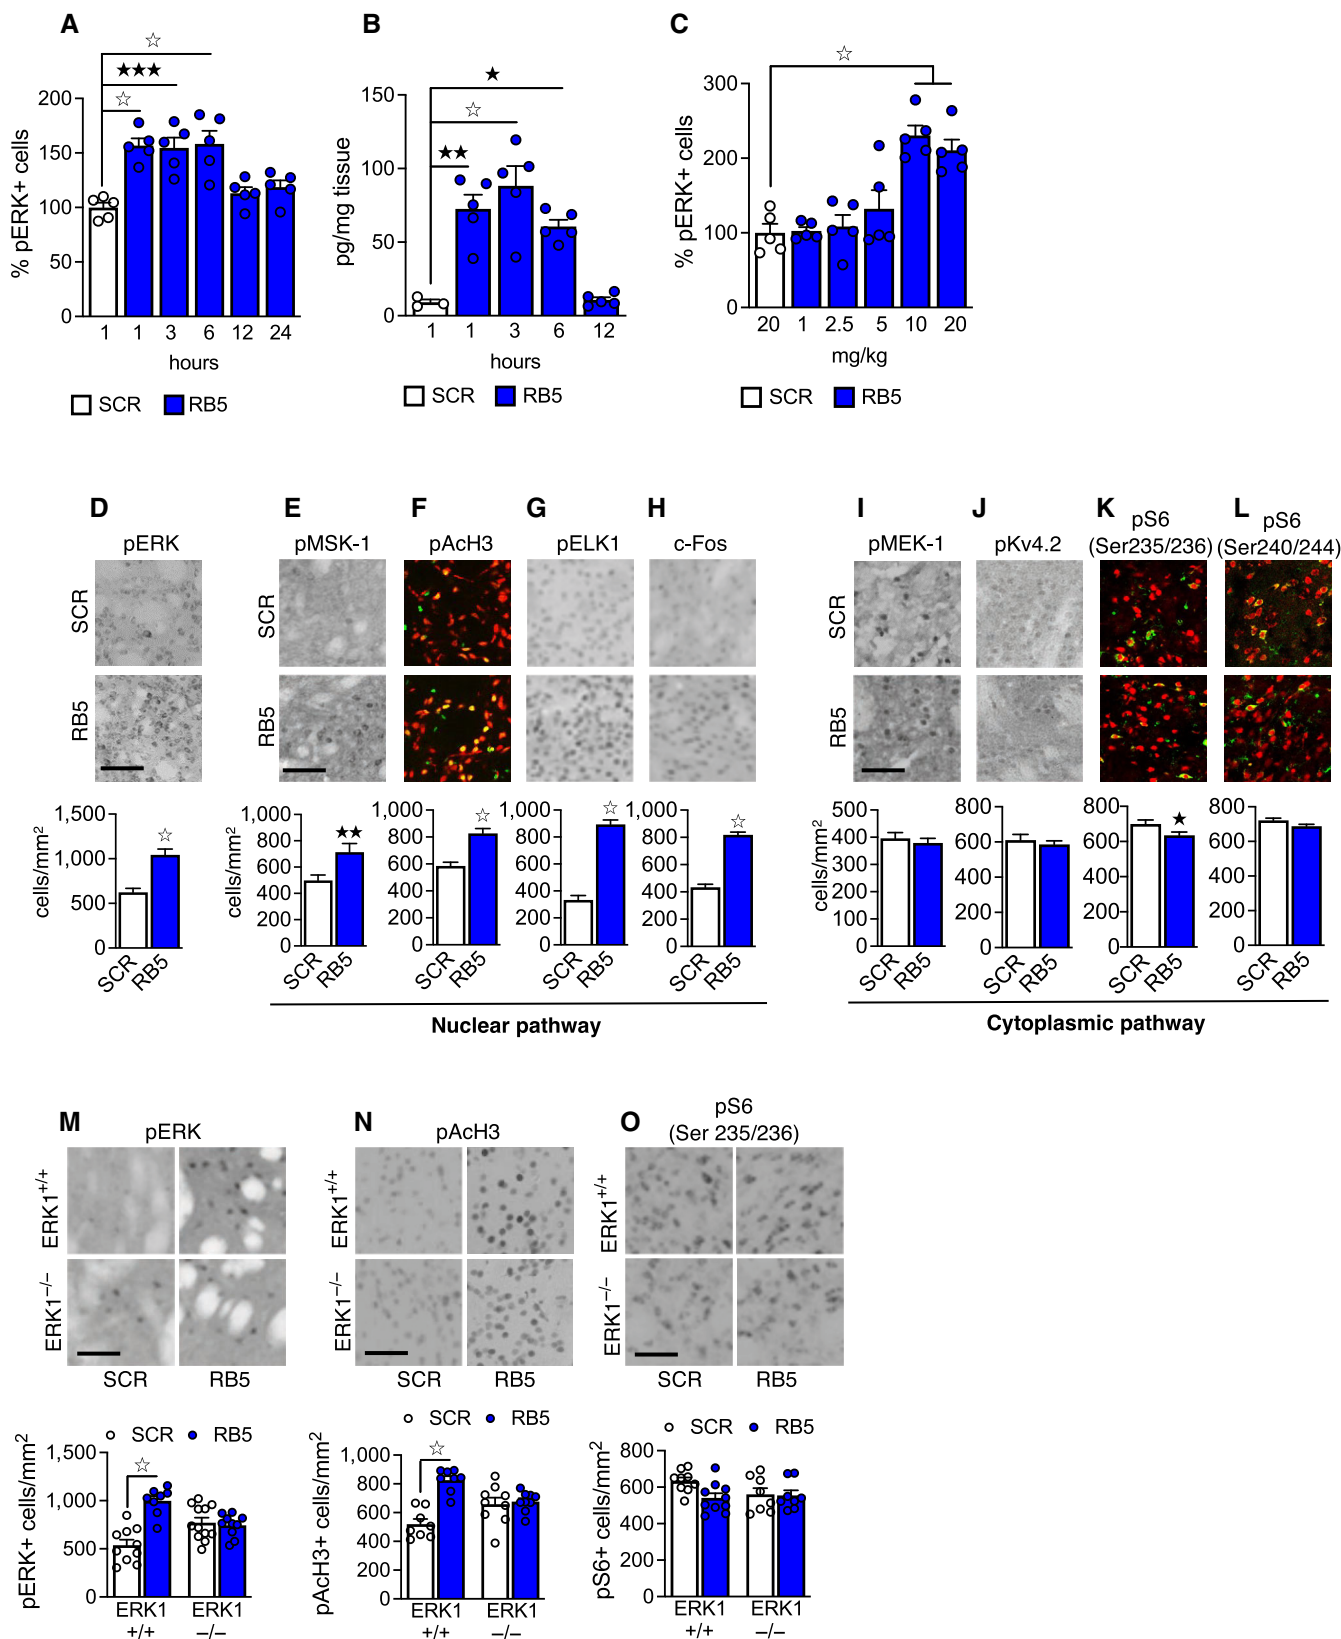 A
B
C
☆
★★★
☆
% pERK+ cells
200
150
100
50
0
1 1 3 6 12 24
hours
SCR RB5
★
☆
★★
pg/mg tissue
150
100
50
0
1 1 3 6 12
hours
SCR RB5
☆
% pERK+ cells
300
200
100
0
20 1 2.5 5 10 20
mg/kg
SCR RB5
D
pERK
SCR
RB5
cells/mm2
1,500
1,000
500
0
☆
SCR RB5
E
pMSK-1
SCR
RB5
cells/mm2
1,000
800
600
400
200
0
★★
SCR RB5
F
pAcH3
1,000
800
600
400
200
0
☆
SCR RB5
G
pELK1
1,000
800
600
400
200
0
☆
SCR RB5
H
c-Fos
1,000
800
600
400
200
0
☆
SCR RB5
Nuclear pathway
I
pMEK-1
SCR
RB5
cells/mm2
500
400
300
200
100
0
SCR RB5
J
pKv4.2
800
600
400
200
0
SCR RB5
K
pS6
(Ser235/236)
800
600
400
200
0
★
SCR RB5
L
pS6
(Ser240/244)
800
600
400
200
0
SCR RB5
Cytoplasmic pathway
M
pERK
ERK1+/+
ERK1–/–
SCR RB5
SCR RB5
pERK+ cells/mm2
1,500
1,000
500
0
☆
ERK1 ERK1
+/+ –/–
N
pAcH3
ERK1+/+
ERK1–/–
SCR RB5
SCR RB5
pAcH3+ cells/mm2
1,000
800
600
400
200
0
☆
ERK1 ERK1
+/+ –/–
O
pS6
(Ser 235/236)
ERK1+/+
ERK1–/–
SCR RB5
SCR RB5
pS6+ cells/mm2
800
600
400
200
0
ERK1 ERK1
+/+ –/–